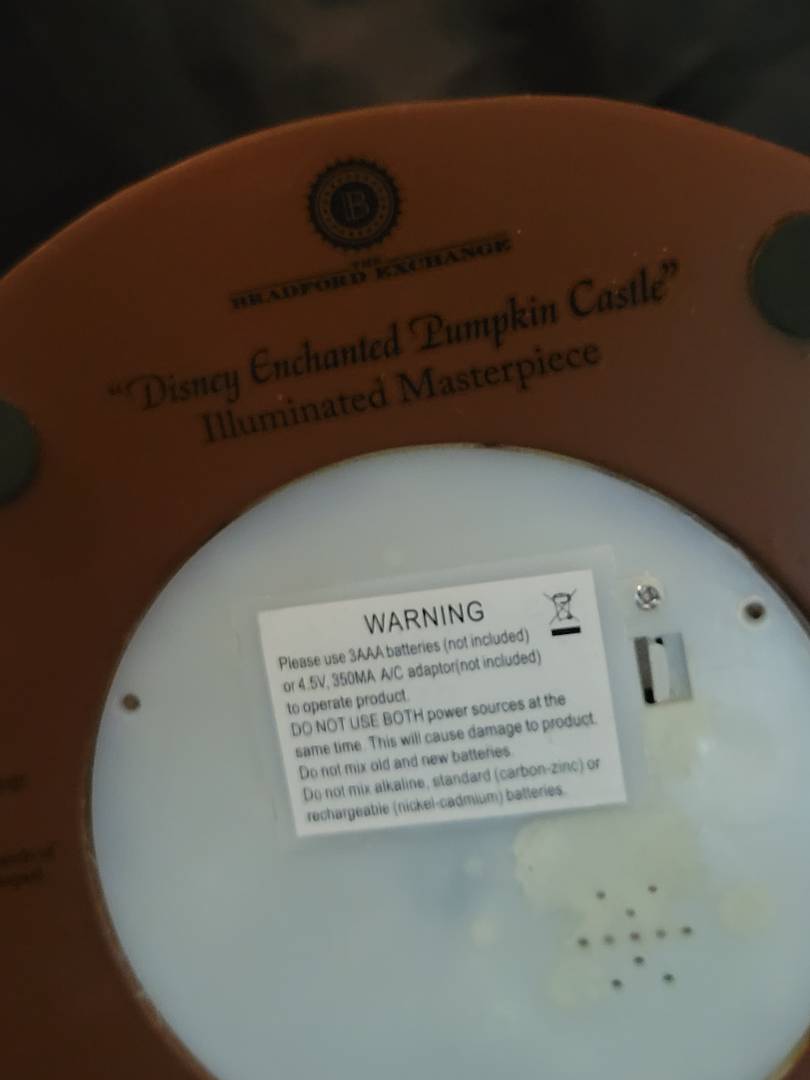 B
THE
BRADFORD EXCHANGE
“Disney Enchanted Pumpkin Castle”
Illuminated Masterpiece
WARNING
Please use 3AAA batteries (not included)
or 4.5V, 350MA A/C adaptor(not included)
to operate product.
DO NOT USE BOTH power sources at the
same time. This will cause damage to product.
Do not mix old and new batteries.
Do not mix alkaline, standard (carbon-zinc) or
rechargeable (nickel-cadmium) batteries.